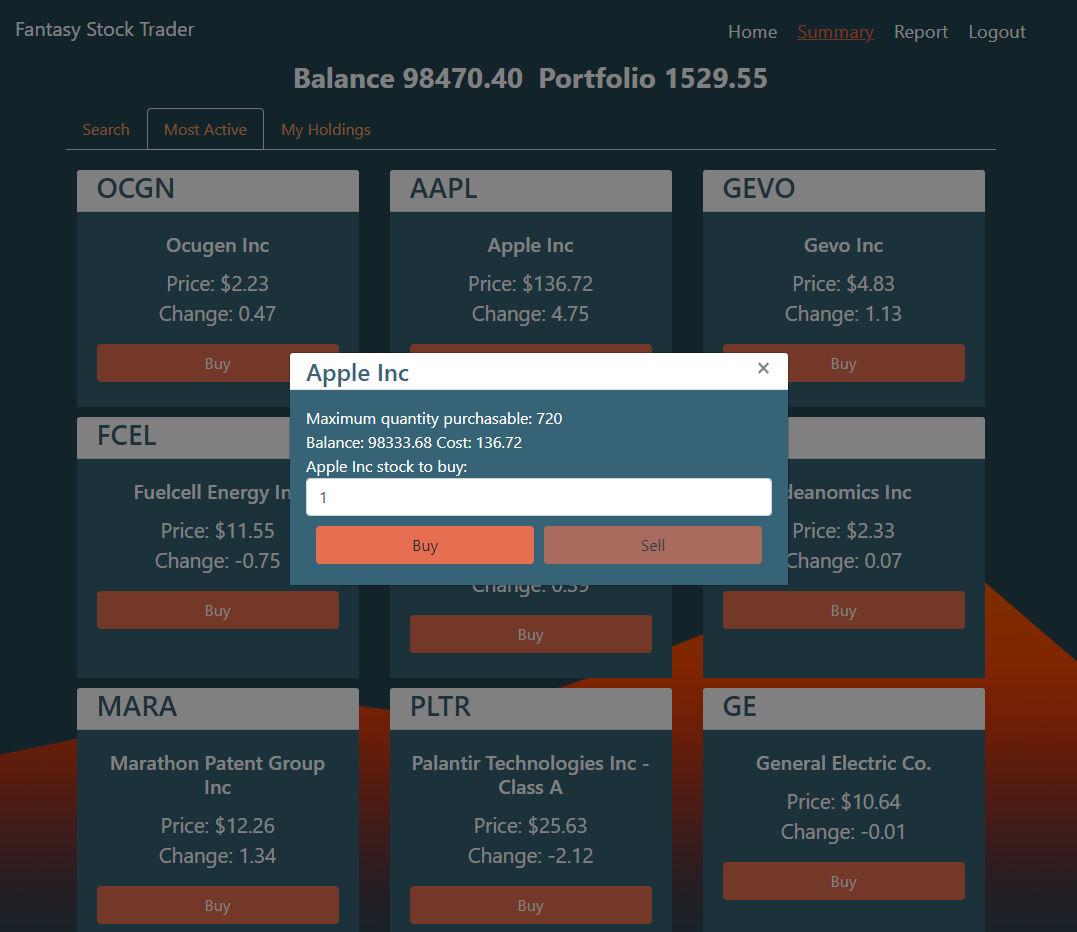 Fantasy Stock Trader
Home Summary Report Logout
Balance 98470.40 Portfolio 1529.55
Search Most Active My Holdings
OCGN
Ocugen Inc
Price: $2.23
Change: 0.47
Buy
AAPL
Apple Inc
Price: $136.72
Change: 4.75
GEVO
Gevo Inc
Price: $4.83
Change: 1.13
Buy
Apple Inc ×
Maximum quantity purchasable: 720
Balance: 98333.68 Cost: 136.72
Apple Inc stock to buy:
1
Buy Sell
FCEL
Fuelcell Energy In
Price: $11.55
Change: -0.75
Buy
Change: 0.39
Buy
deanomics Inc
Price: $2.33
Change: 0.07
Buy
MARA
Marathon Patent Group
Inc
Price: $12.26
Change: 1.34
Buy
PLTR
Palantir Technologies Inc -
Class A
Price: $25.63
Change: -2.12
Buy
GE
General Electric Co.
Price: $10.64
Change: -0.01
Buy